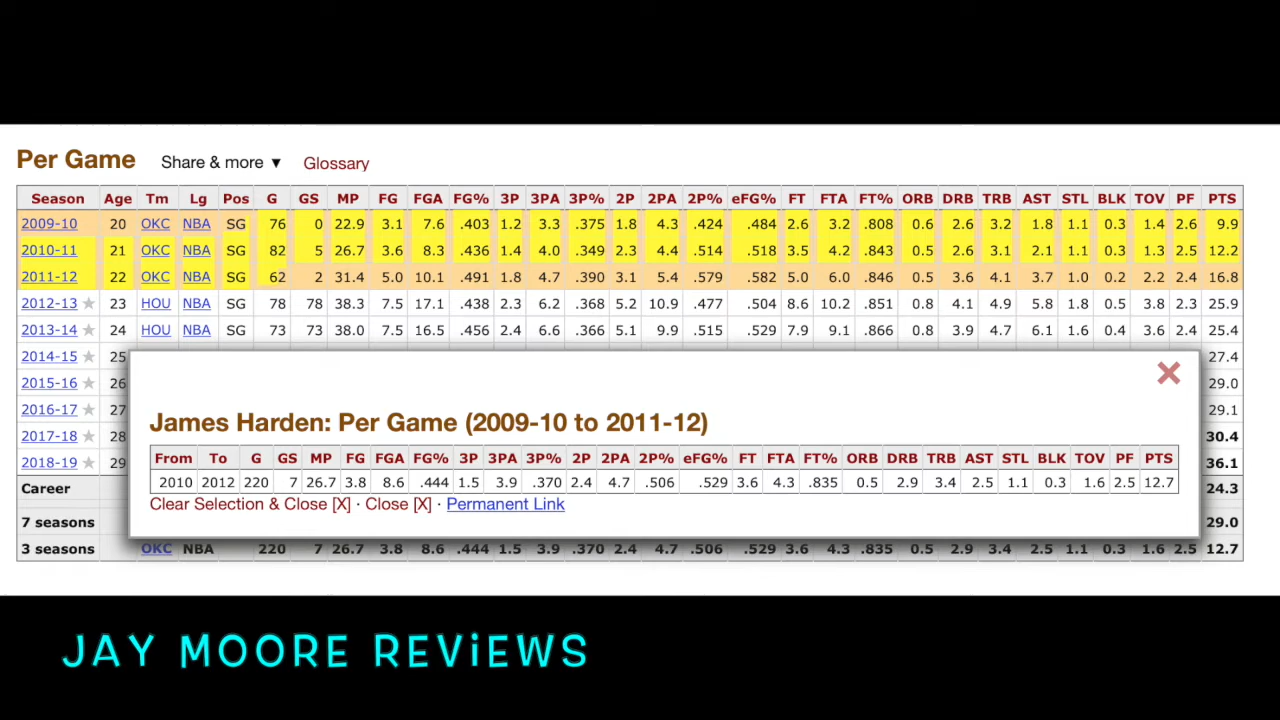 Per Game Share & more ▼ Glossary
Season Age Tm Lg Pos G GS MP FG FGA FG% 3P 3PA 3P% 2P 2PA 2P% eFG% FT FTA FT% ORB DRB TRB AST STL BLK TOV PF PTS
2009-10 20 OKC NBA SG 76 0 22.9 3.1 7.6 .403 1.2 3.3 .375 1.8 4.3 .424 .484 2.6 3.2 .808 0.6 2.6 3.2 1.8 1.1 0.3 1.4 2.6 9.9
2010-11 21 OKC NBA SG 82 5 26.7 3.6 8.3 .436 1.4 4.0 .349 2.3 4.4 .514 .518 3.5 4.2 .843 0.5 2.6 3.1 2.1 1.1 0.3 1.3 2.5 12.2
2011-12 22 OKC NBA SG 62 2 31.4 5.0 10.1 .491 1.8 4.7 .390 3.1 5.4 .579 .582 5.0 6.0 .846 0.5 3.6 4.1 3.7 1.0 0.2 2.2 2.4 16.8
2012-13 ★ 23 HOU NBA SG 78 78 38.3 7.5 17.1 .438 2.3 6.2 .368 5.2 10.9 .477 .504 8.6 10.2 .851 0.8 4.1 4.9 5.8 1.8 0.5 3.8 2.3 25.9
2013-14 ★ 24 HOU NBA SG 73 73 38.0 7.5 16.5 .456 2.4 6.6 .366 5.1 9.9 .515 .529 7.9 9.1 .866 0.8 3.9 4.7 6.1 1.6 0.4 3.6 2.4 25.4
2014-15 ★ 25 27.4
2015-16 ★ 26 29.0
2016-17 ★ 27 29.1
2017-18 ★ 28 30.4
2018-19 ★ 29 36.1
Career 24.3
7 seasons 29.0
3 seasons OKC NBA 220 7 26.7 3.8 8.6 .444 1.5 3.9 .370 2.4 4.7 .506 .529 3.6 4.3 .835 0.5 2.9 3.4 2.5 1.1 0.3 1.6 2.5 12.7
James Harden: Per Game (2009-10 to 2011-12)
From To G GS MP FG FGA FG% 3P 3PA 3P% 2P 2PA 2P% eFG% FT FTA FT% ORB DRB TRB AST STL BLK TOV PF PTS
2010 2012 220 7 26.7 3.8 8.6 .444 1.5 3.9 .370 2.4 4.7 .506 .529 3.6 4.3 .835 0.5 2.9 3.4 2.5 1.1 0.3 1.6 2.5 12.7
Clear Selection & Close [X] · Close [X] · Permanent Link
JAY MOORE REViEWS